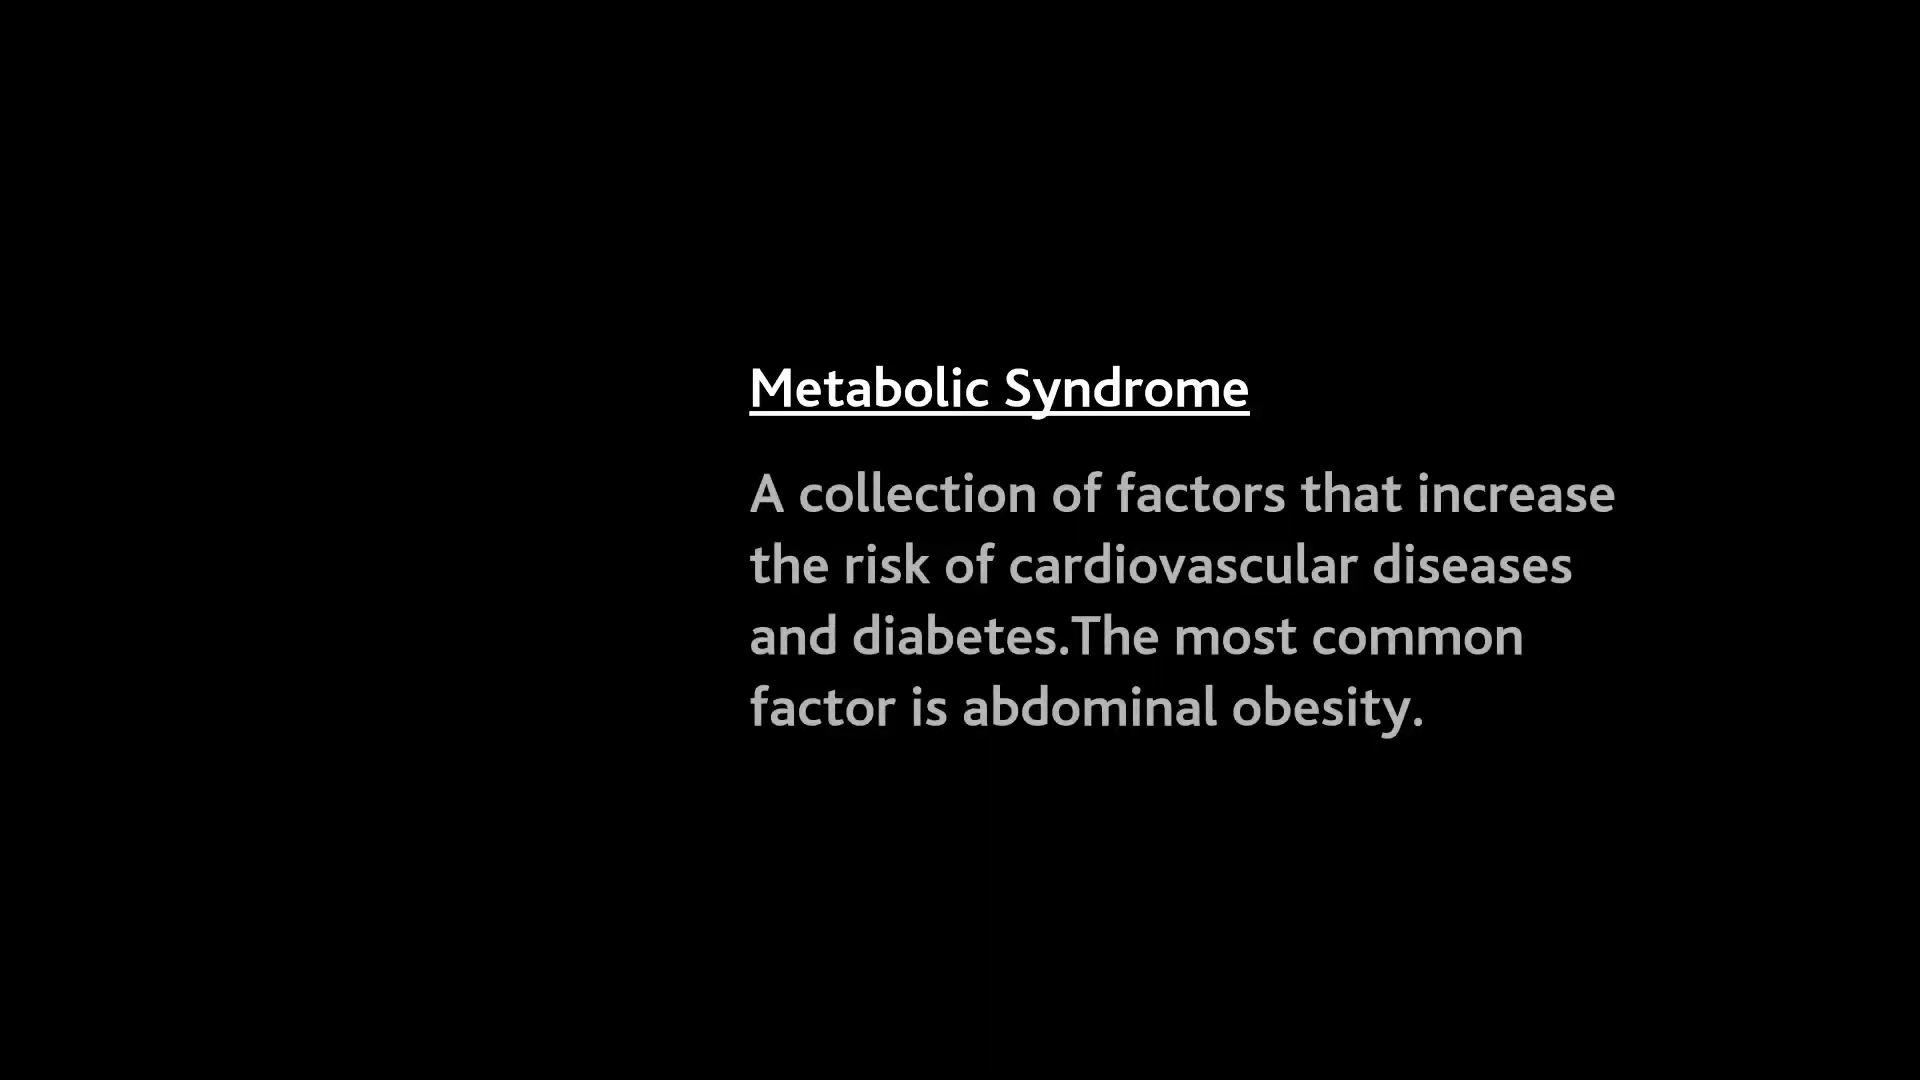 Metabolic Syndrome
A collection of factors that increase
the risk of cardiovascular diseases
and diabetes.The most common
factor is abdominal obesity.